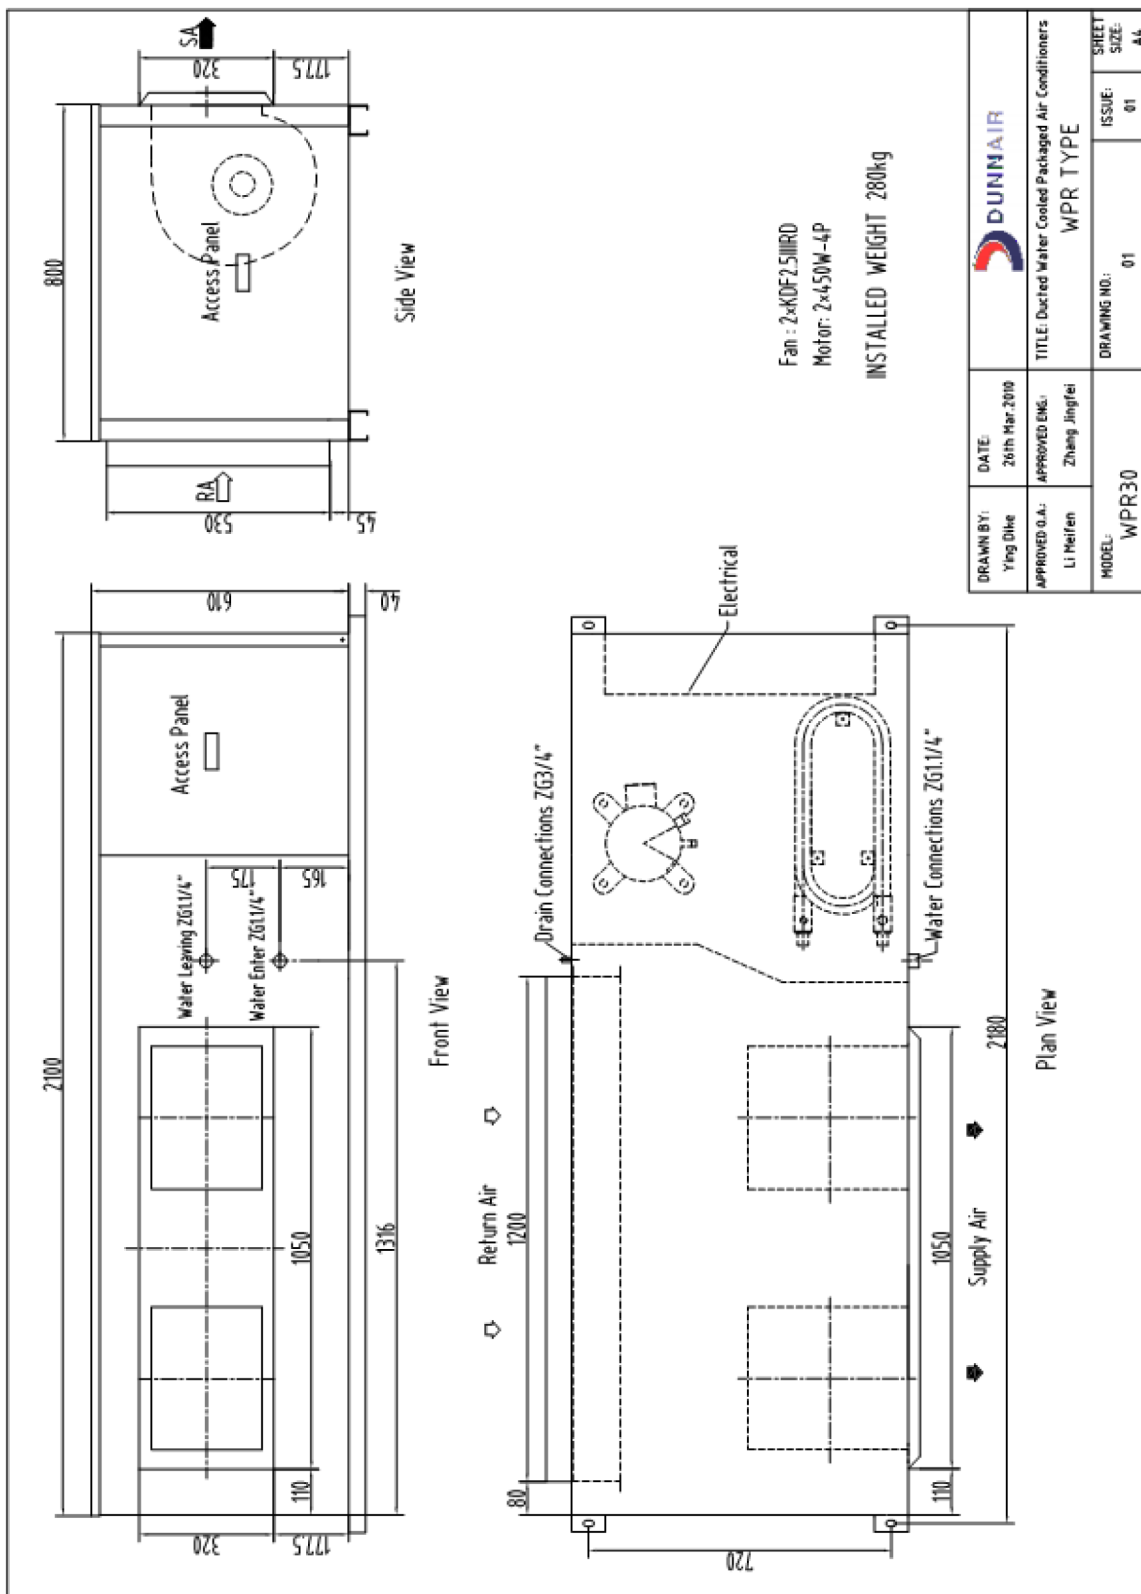 2100
Access Panel
Water Leaving ZG1.1/4"
Water Enter ZG1.1/4"
320
177.5
110
1050
1316
175
165
610
40
Front View
800
Access Panel
RA
530
45
SA
320
177.5
Side View
Return Air
80
1200
Drain Connections ZG3/4"
Electrical
720
110
1050
Water Connections ZG1.1/4"
Supply Air
2180
Plan View
Fan : 2xKDF2.5IIIRD
Motor: 2x450W-4P
INSTALLED WEIGHT 280kg
DRAWN BY:
Ying Dike
DATE:
26th Mar.2010
DUNNAIR
APPROVED Q.A.:
Li Meifen
APPROVED ENG.:
Zhang Jingfei
TITLE: Ducted Water Cooled Packaged Air Conditioners
WPR TYPE
MODEL:
WPR30
DRAWING NO.:
01
ISSUE:
01
SHEET
SIZE:
A4